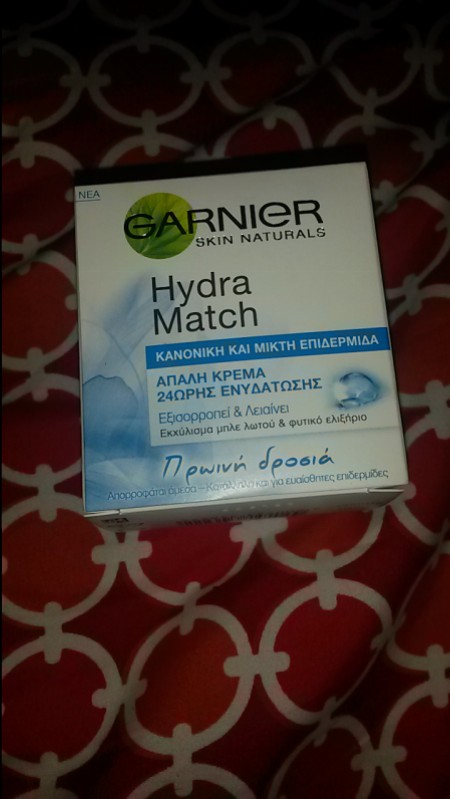 ΝΕΑ
GARNIER
SKIN NATURALS
Hydra
Match
ΚΑΝΟΝΙΚΗ ΚΑΙ ΜΙΚΤΗ ΕΠΙΔΕΡΜΙΔΑ
ΑΠΑΛΗ ΚΡΕΜΑ
24ΩΡΗΣ ΕΝΥΔΑΤΩΣΗΣ
Εξισορροπεί & Λειαίνει
Εκχύλισμα μπλε λωτού & φυτικό ελιξήριο
Πρωινή δροσιά
Απορροφάται άμεσα – Κατάλληλη και για ευαίσθητες επιδερμίδες